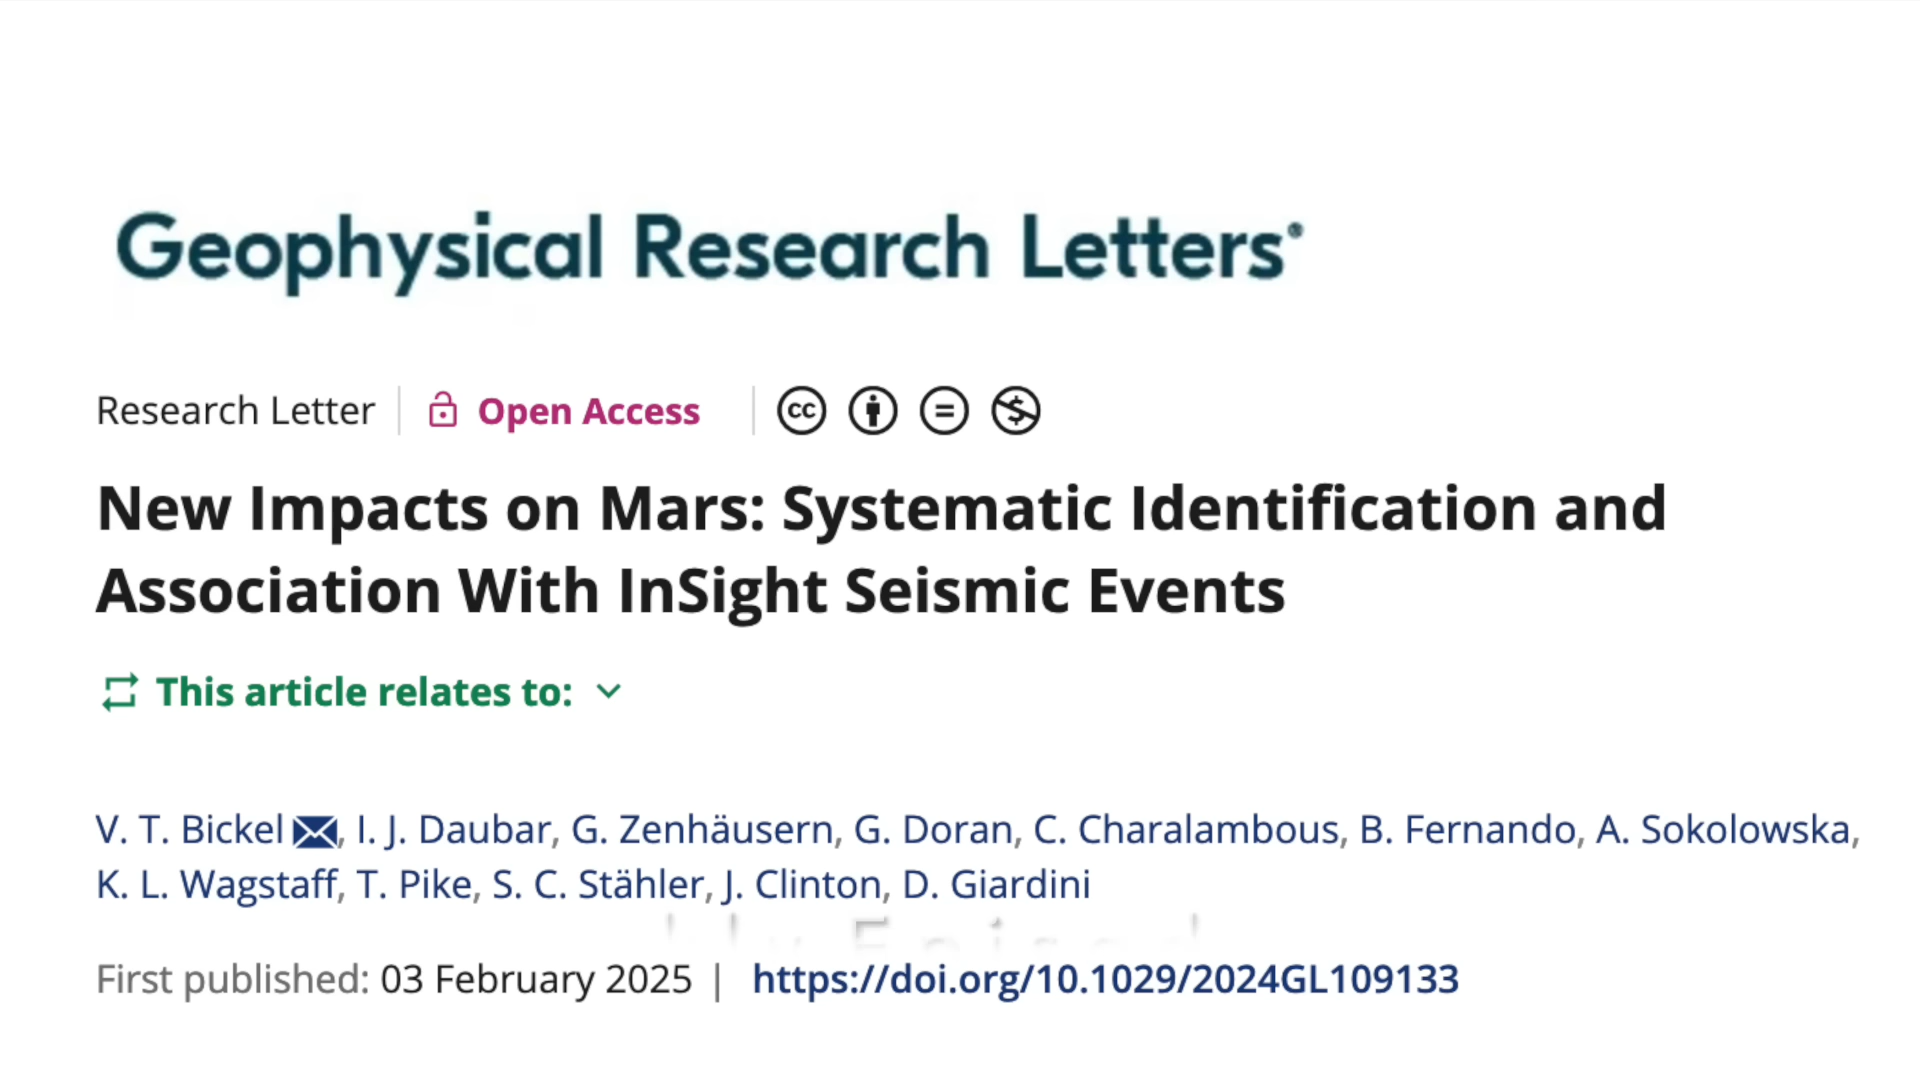 Geophysical Research Letters®
Research Letter | Open Access | cc
New Impacts on Mars: Systematic Identification and
Association With InSight Seismic Events
This article relates to:
V. T. Bickel, I. J. Daubar, G. Zenhäusern, G. Doran, C. Charalambous, B. Fernando, A. Sokolowska,
K. L. Wagstaff, T. Pike, S. C. Stähler, J. Clinton, D. Giardini
First published: 03 February 2025 | https://doi.org/10.1029/2024GL109133